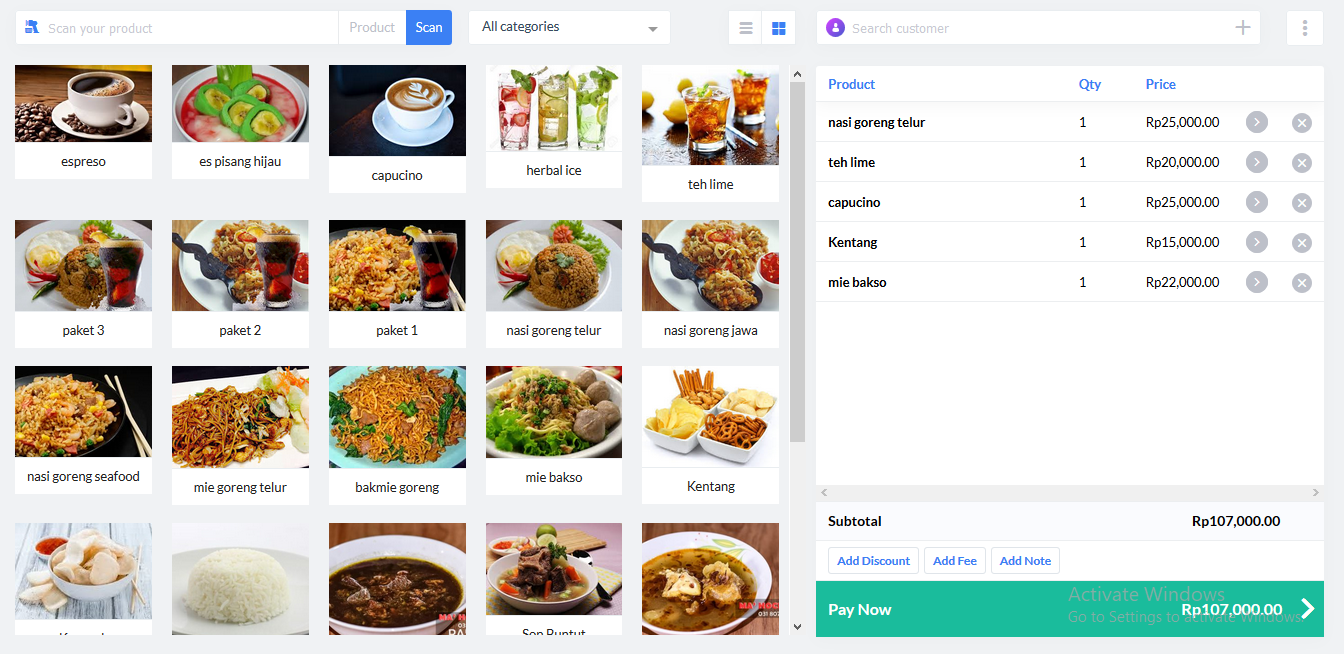 Scan your product
Product
Scan
All categories
Search customer
espreso
es pisang hijau
capucino
herbal ice
teh lime
paket 3
paket 2
paket 1
nasi goreng telur
nasi goreng jawa
nasi goreng seafood
mie goreng telur
bakmie goreng
mie bakso
Kentang
Sop Buntut
Product Qty Price
nasi goreng telur 1 Rp25,000.00
teh lime 1 Rp20,000.00
capucino 1 Rp25,000.00
Kentang 1 Rp15,000.00
mie bakso 1 Rp22,000.00
Subtotal Rp107,000.00
Add Discount Add Fee Add Note
Pay Now Rp107,000.00
Activate Windows
Go to Settings to activate Windows.